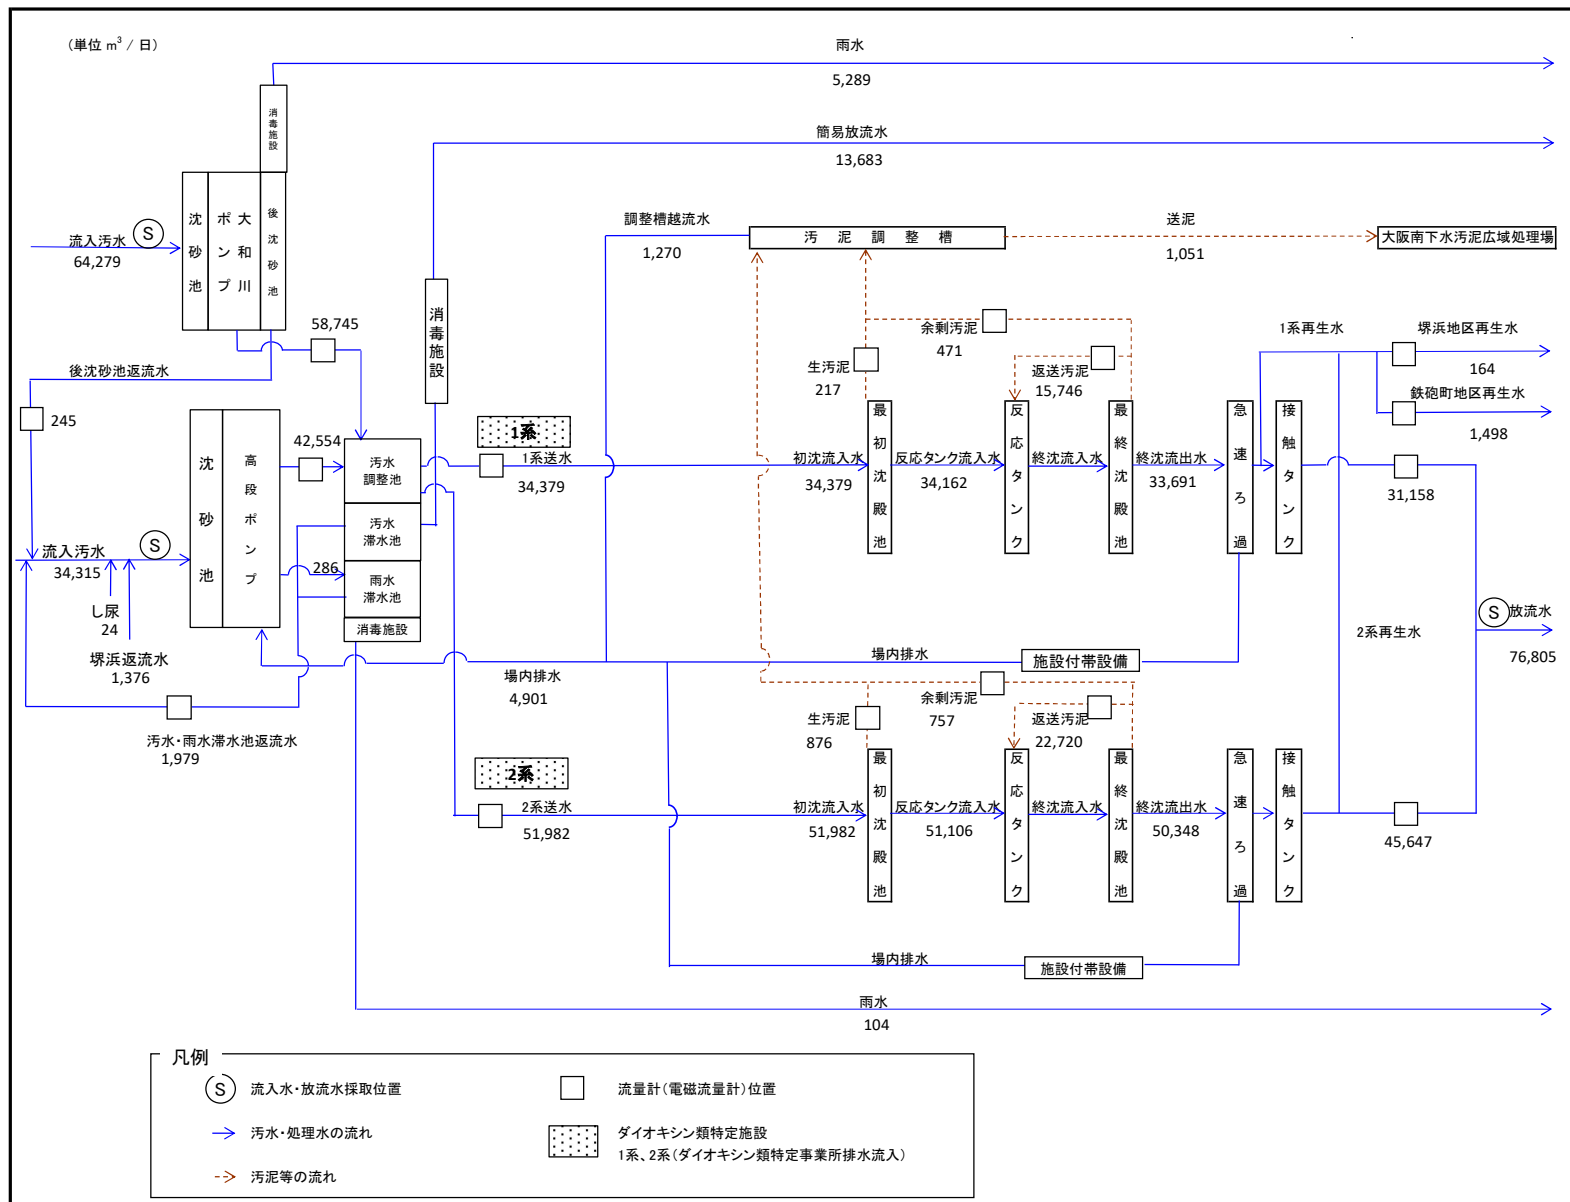 (単位 m³ / 日)
雨水
5,289
消毒施設
簡易放流水
13,683
流入汚水
64,279
S
沈砂池
大和川ポンプ
後沈砂池
調整槽越流水
1,270
汚泥調整槽
送泥
1,051
大阪南下水汚泥広域処理場
58,745
消毒施設
後沈砂池返流水
245
余剰汚泥
471
生汚泥
217
返送汚泥
15,746
1系再生水
堺浜地区再生水
164
鉄砲町地区再生水
1,498
沈砂池
高段ポンプ
42,554
汚水
調整池
汚水
滞水池
286
雨水
滞水池
消毒施設
1系
1系送水
34,379
初沈流入水
34,379
最初沈殿池
反応タンク流入水
34,162
反応タンク
終沈流入水
最終沈殿池
終沈流出水
33,691
急速ろ過
接触タンク
31,158
流入汚水
34,315
S
し尿
24
堺浜返流水
1,376
汚水・雨水滞水池返流水
1,979
場内排水
4,901
場内排水
施設付帯設備
2系再生水
S
放流水
76,805
余剰汚泥
757
生汚泥
876
返送汚泥
22,720
2系
2系送水
51,982
初沈流入水
51,982
最初沈殿池
反応タンク流入水
51,106
反応タンク
終沈流入水
最終沈殿池
終沈流出水
50,348
急速ろ過
接触タンク
45,647
場内排水
施設付帯設備
雨水
104
凡例
S 流入水・放流水採取位置
流量計(電磁流量計)位置
汚水・処理水の流れ
ダイオキシン類特定施設
1系、2系(ダイオキシン類特定事業所排水流入)
汚泥等の流れ